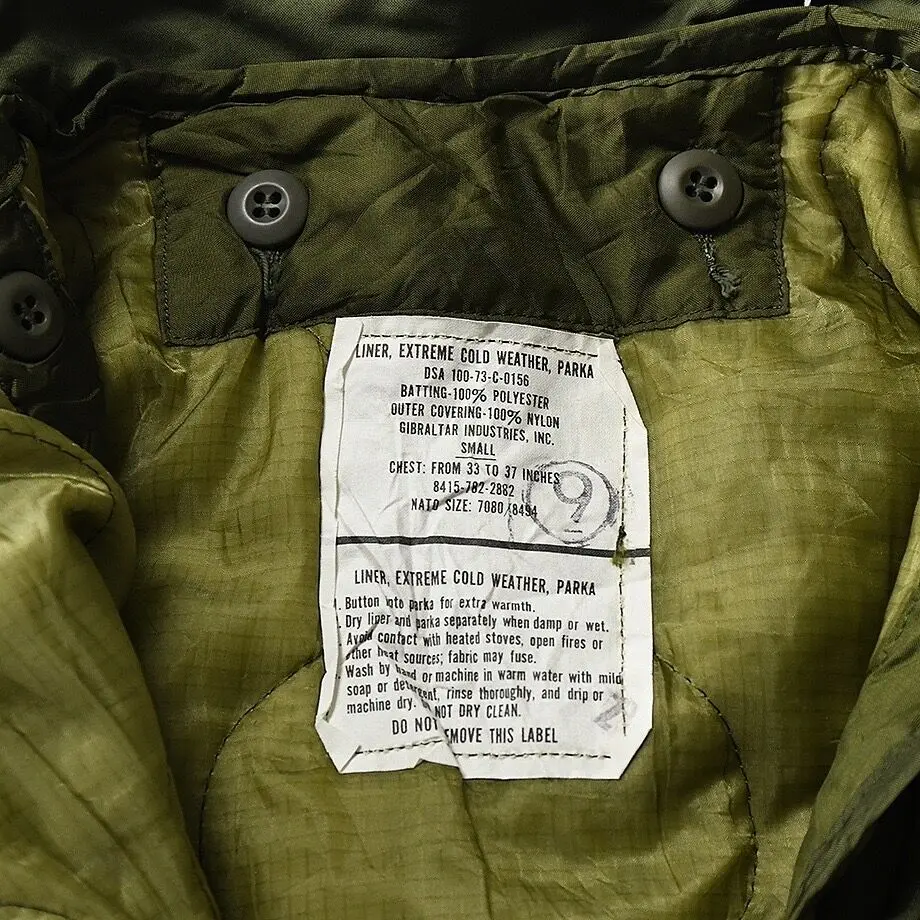 LINER, EXTREME COLD WEATHER, PARKA
DSA 100-73-C-0156
BATTING-100% POLYESTER
OUTER COVERING-100% NYLON
GIBRALTAR INDUSTRIES, INC.
SMALL
CHEST: FROM 33 TO 37 INCHES
8415-782-2882
NATO SIZE: 7080/8494
9
LINER, EXTREME COLD WEATHER, PARKA
. Button into parka for extra warmth.
. Dry liner and parka separately when damp or wet.
. Avoid contact with heated stoves, open fires or
other heat sources; fabric may fuse.
. Wash by hand or machine in warm water with mild
soap or detergent, rinse thoroughly, and drip or
machine dry. NOT DRY CLEAN.
DO NOT EMOVE THIS LABEL